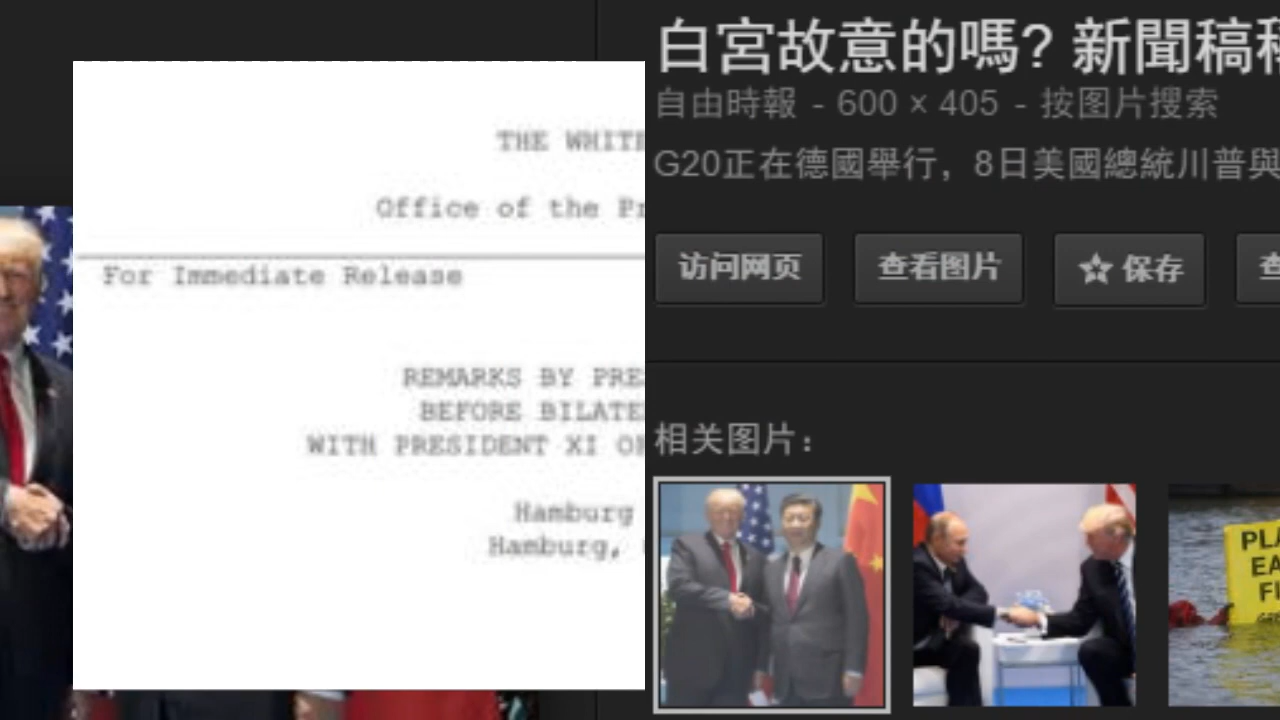 THE WHITE
Office of the Pr
For Immediate Release
REMARKS BY PRE
BEFORE BILATE
WITH PRESIDENT XI O
Hamburg
Hamburg,
白宮故意的嗎? 新聞稿稱
自由時報 - 600 × 405 - 按图片搜索
G20正在德國舉行，8日美國總統川普與
访问网页
查看图片
保存
查
相关图片：
PLA
EA
FI